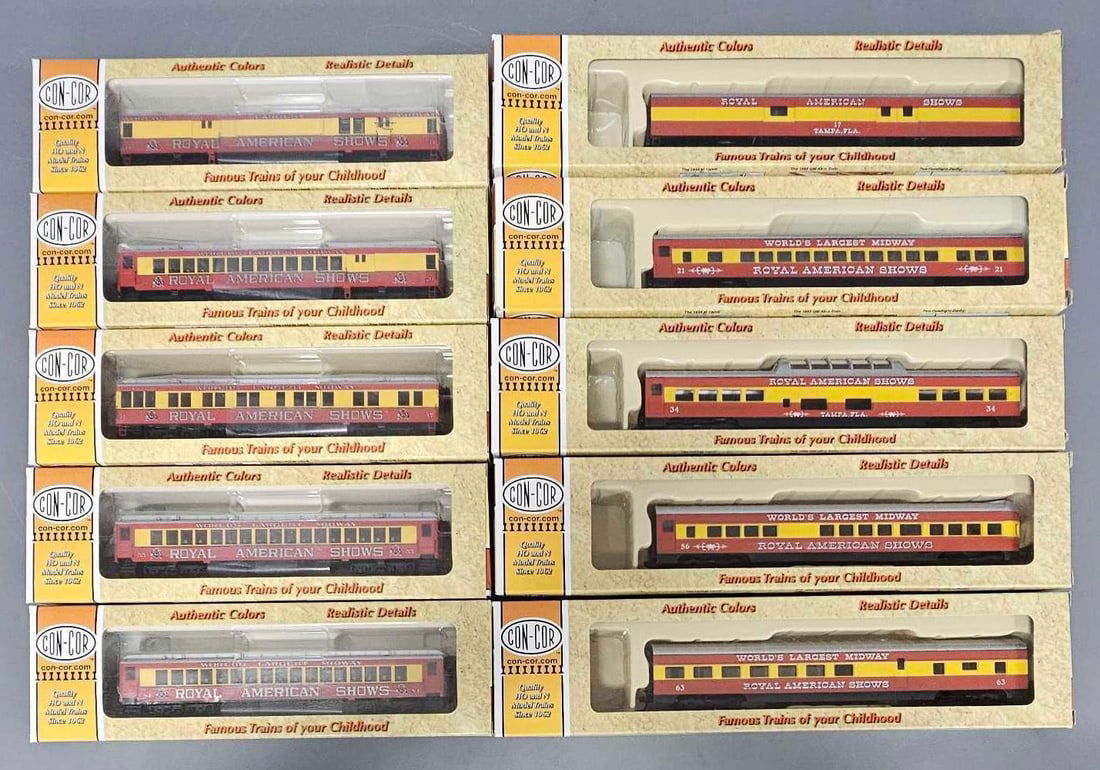 Authentic Colors Realistic Details
CON-COR
con-cor.com
Quality
HO and N
Model Trains
Since 1962
ROYAL AMERICAN SHOWS
Famous Trains of your Childhood
Authentic Colors Realistic Details
CON-COR
con-cor.com
Quality
HO and N
Model Trains
Since 1962
ROYAL AMERICAN SHOWS
Famous Trains of your Childhood
Authentic Colors Realistic Details
CON-COR
con-cor.com
Quality
HO and N
Model Trains
Since 1962
WORLD'S LARGEST MIDWAY
ROYAL AMERICAN SHOWS
Famous Trains of your Childhood
Authentic Colors Realistic Details
CON-COR
con-cor.com
Quality
HO and N
Model Trains
Since 1962
WORLD'S LARGEST MIDWAY
ROYAL AMERICAN SHOWS
Famous Trains of your Childhood
Authentic Colors Realistic Details
CON-COR
con-cor.com
Quality
HO and N
Model Trains
Since 1962
WORLD'S LARGEST MIDWAY
ROYAL AMERICAN SHOWS
Famous Trains of your Childhood
Authentic Colors Realistic Details
CON-COR
con-cor.com
Quality
HO and N
Model Trains
Since 1962
ROYAL AMERICAN SHOWS
17
TAMPA, FLA.
Famous Trains of your Childhood
Authentic Colors Realistic Details
CON-COR
con-cor.com
Quality
HO and N
Model Trains
Since 1962
WORLD'S LARGEST MIDWAY
21 ROYAL AMERICAN SHOWS 21
Famous Trains of your Childhood
Authentic Colors Realistic Details
CON-COR
con-cor.com
Quality
HO and N
Model Trains
Since 1962
ROYAL AMERICAN SHOWS
34 TAMPA, FLA. 34
Famous Trains of your Childhood
Authentic Colors Realistic Details
CON-COR
con-cor.com
Quality
HO and N
Model Trains
Since 1962
WORLD'S LARGEST MIDWAY
56 ROYAL AMERICAN SHOWS
Famous Trains of your Childhood
Authentic Colors Realistic Details
CON-COR
con-cor.com
Quality
HO and N
Model Trains
Since 1962
WORLD'S LARGEST MIDWAY
63 ROYAL AMERICAN SHOWS 63
Famous Trains of your Childhood